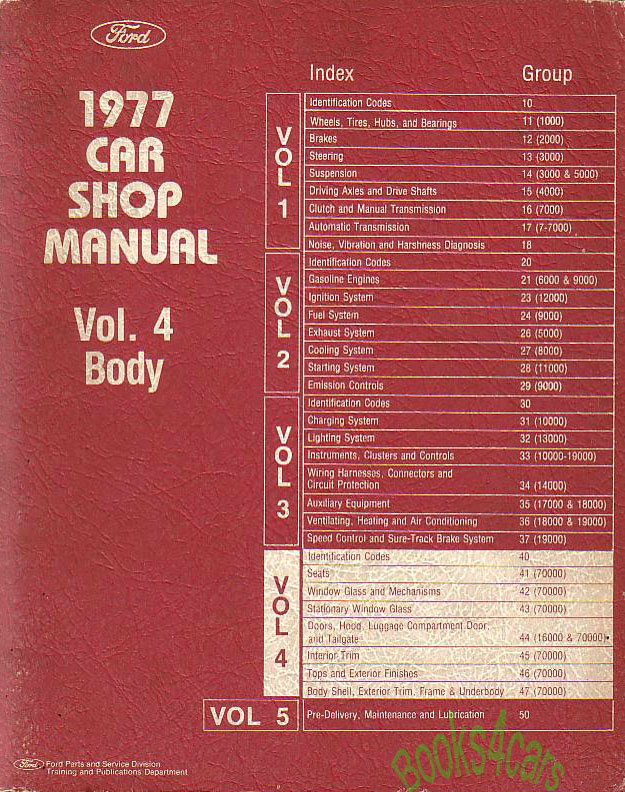 Ford
1977
CAR
SHOP
MANUAL
Vol. 4
Body
Index Group
VOL 1
Identification Codes 10
Wheels, Tires, Hubs, and Bearings 11 (1000)
Brakes 12 (2000)
Steering 13 (3000)
Suspension 14 (3000 & 5000)
Driving Axles and Drive Shafts 15 (4000)
Clutch and Manual Transmission 16 (7000)
Automatic Transmission 17 (7-7000)
Noise, Vibration and Harshness Diagnosis 18
VOL 2
Identification Codes 20
Gasoline Engines 21 (6000 & 9000)
Ignition System 23 (12000)
Fuel System 24 (9000)
Exhaust System 26 (5000)
Cooling System 27 (8000)
Starting System 28 (11000)
Emission Controls 29 (9000)
VOL 3
Identification Codes 30
Charging System 31 (10000)
Lighting System 32 (13000)
Instruments, Clusters and Controls 33 (10000-19000)
Wiring Harnesses, Connectors and
Circuit Protection 34 (14000)
Auxiliary Equipment 35 (17000 & 18000)
Ventilating, Heating and Air Conditioning 36 (18000 & 19000)
Speed Control and Sure-Track Brake System 37 (19000)
VOL 4
Identification Codes 40
Seats 41 (70000)
Window Glass and Mechanisms 42 (70000)
Stationary Window Glass 43 (70000)
Doors, Hood, Luggage Compartment Door,
and Tailgate 44 (16000 & 70000)
Interior Trim 45 (70000)
Tops and Exterior Finishes 46 (70000)
Body Shell, Exterior Trim, Frame & Underbody 47 (70000)
VOL 5
Pre-Delivery, Maintenance and Lubrication 50
Ford
Ford Parts and Service Division
Training and Publications Department
Books4cars